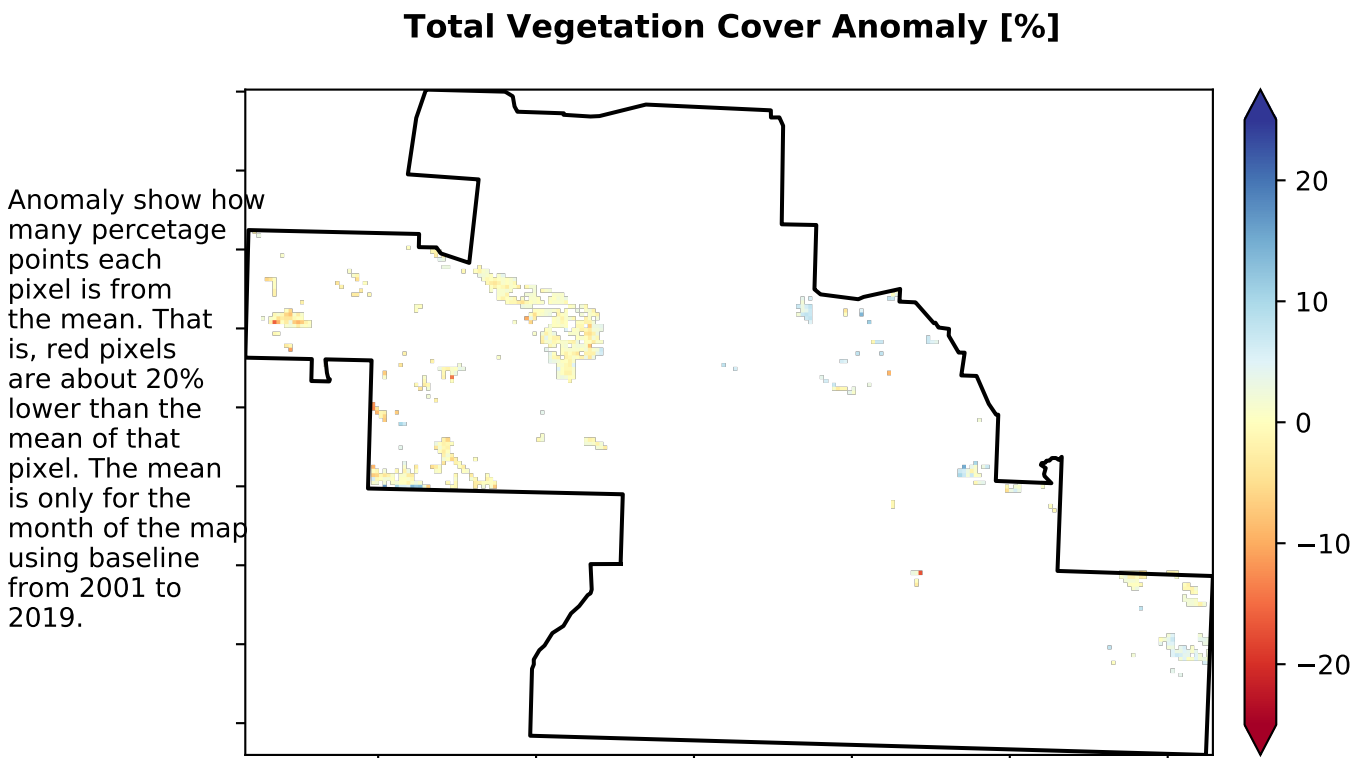 Total Vegetation Cover Anomaly [%]
Anomaly show how
many percetage
points each
pixel is from
the mean. That
is, red pixels
are about 20%
lower than the
mean of that
pixel. The mean
is only for the
month of the map
using baseline
from 2001 to
2019.
20
10
0
−10
−20